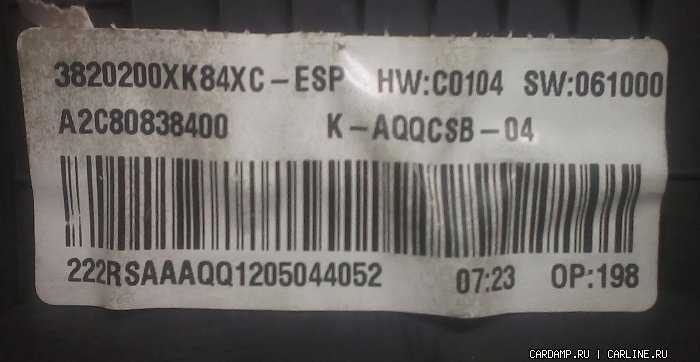 3820200XK84XC-ESP HW:C0104 SW:061000
A2C80838400 K-AQQCSB-04
222RSAAAQQ1205044052 07:23 OP:198
CARDAMP.RU | CARLINE.RU